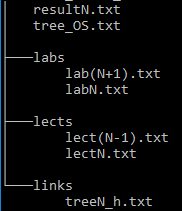 resultN.txt
tree_OS.txt
labs
lab(N+1).txt
labN.txt
lects
lect(N-1).txt
lectN.txt
links
treeN_h.txt